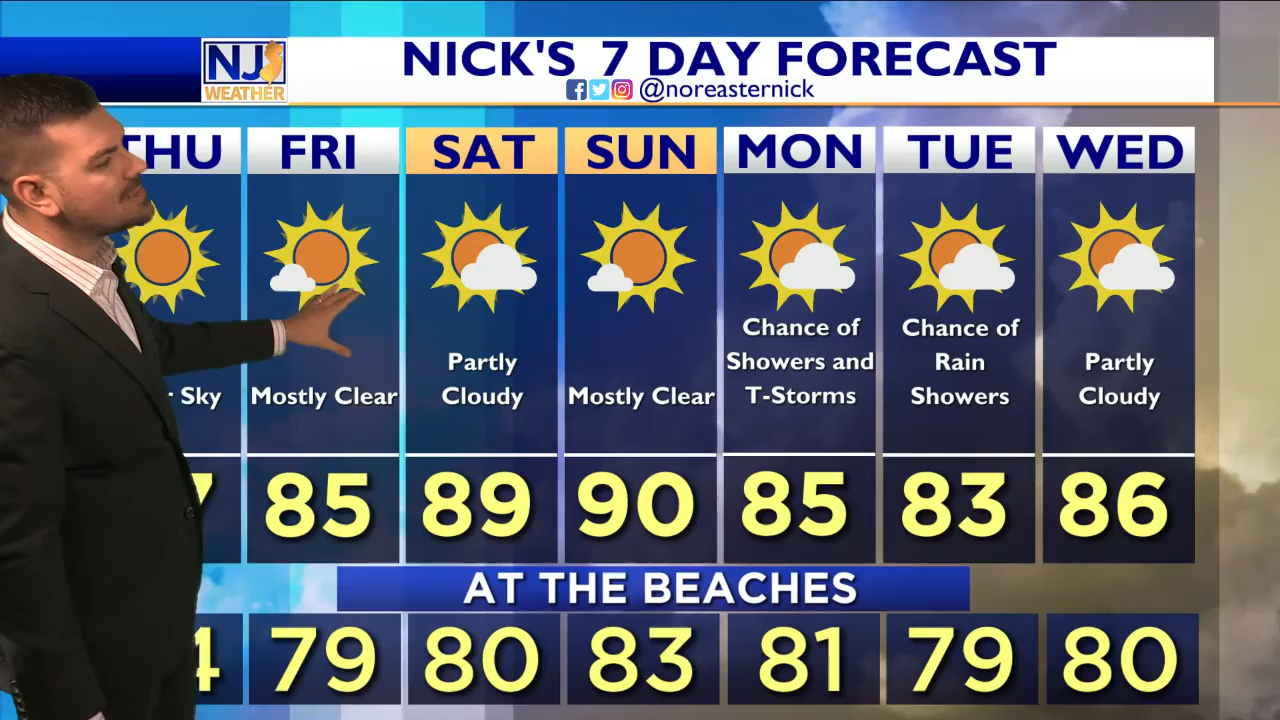 NJ
WEATHER
NICK'S 7 DAY FORECAST
@noreasternick
THU FRI SAT SUN MON TUE WED
Sky
Mostly Clear
Partly
Cloudy
Mostly Clear
Chance of
Showers and
T-Storms
Chance of
Rain
Showers
Partly
Cloudy
85 89 90 85 83 86
AT THE BEACHES
79 80 83 81 79 80